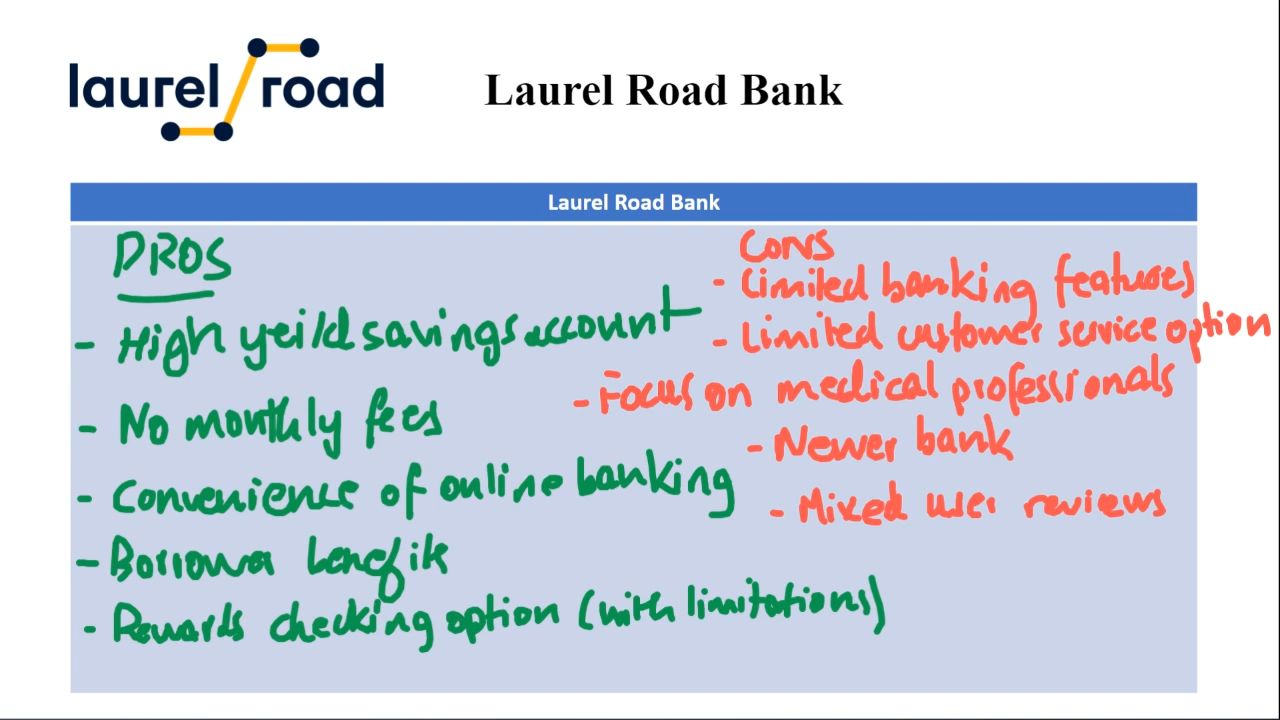 laurel road
Laurel Road Bank
Laurel Road Bank
PROS
- High yeild savings account
- No monthly fees
- Convenience of online banking
- Borrower benefits
- Rewards checking option (with limitations)
Cons
- Limited banking features
- Limited customer service option
- Focus on medical professionals
- Newer bank
- Mixed user reviews